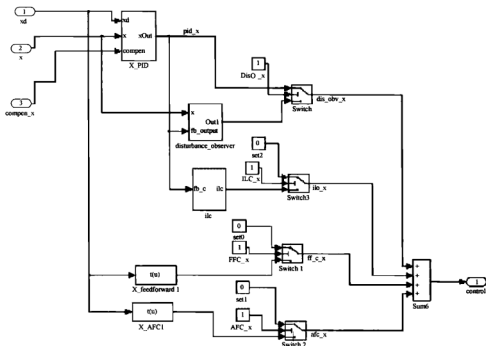 1
xd
2
x
3
compen_x
xd
x
compen
xOut
X_PID
pid_x
1
DisO_x
Switch
dis_obv_x
x
fb_output
Out1
disturbance_observer
0
set2
1
ILC_x
Switch3
ilo_x
fb_c
ilc
ilc
0
set0
1
FFC_x
Switch 1
ff_c_x
t(u)
X_feedforward 1
0
set1
t(u)
X_AFC1
1
AFC_x
Switch 2
afc_x
+
+
+
+
Sum6
1
control